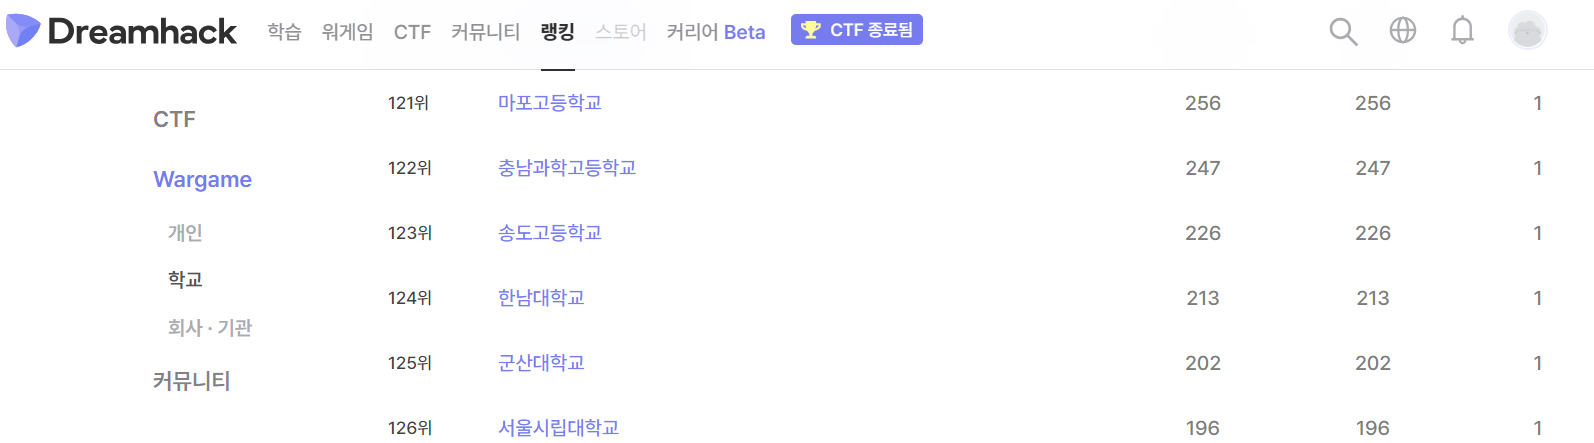 Dreamhack 학습 워게임 CTF 커뮤니티 랭킹 스토어 커리어 Beta CTF 종료됨
CTF
Wargame
개인
학교
회사 · 기관
커뮤니티
121위 마포고등학교 256 256 1
122위 충남과학고등학교 247 247 1
123위 송도고등학교 226 226 1
124위 한남대학교 213 213 1
125위 군산대학교 202 202 1
126위 서울시립대학교 196 196 1